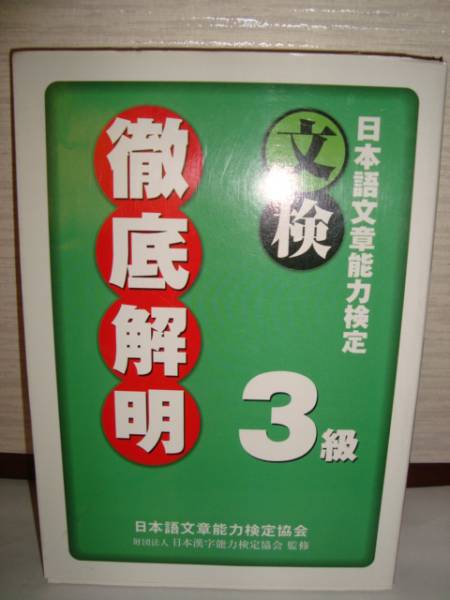 日本語文章能力検定
文検
3級
徹底解明
日本語文章能力検定協会
財団法人 日本漢字能力検定協会 監修